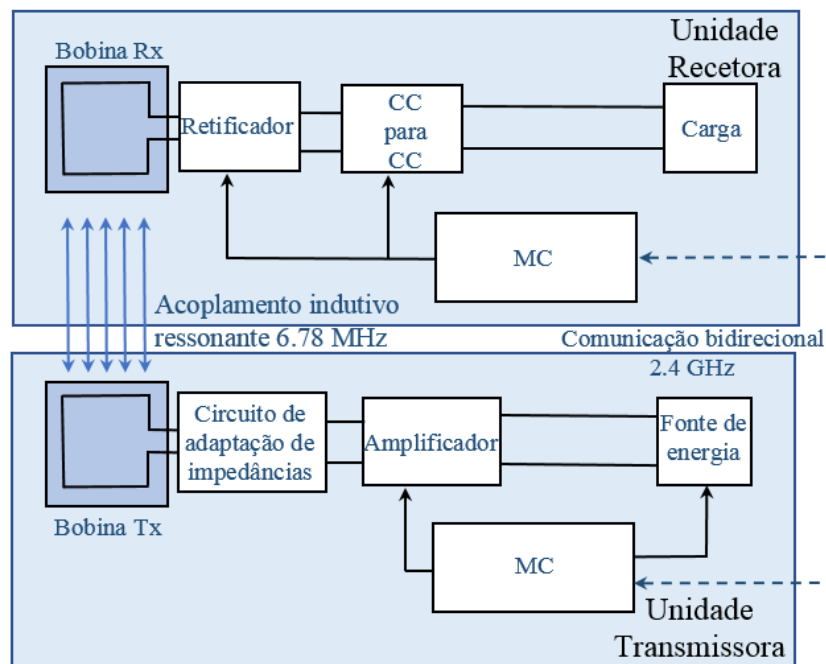 Unidade
Recetora
Bobina Rx
Retificador
CC
para
CC
Carga
MC
Acoplamento indutivo
ressonante 6.78 MHz
Comunicação bidirecional
2.4 GHz
Circuito de
adaptação de
impedâncias
Amplificador
Fonte de
energia
Bobina Tx
MC
Unidade
Transmissora